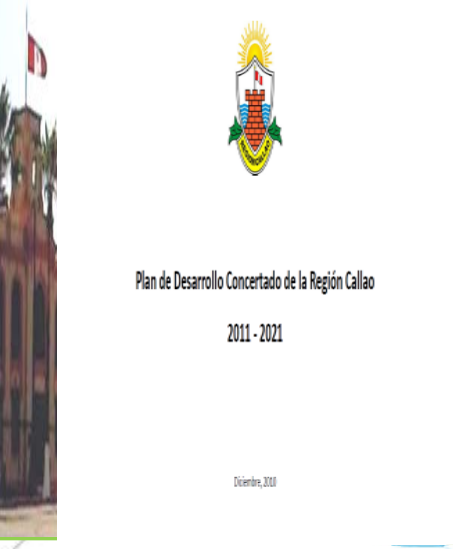 Plan de Desarrollo Concertado de la Región Callao
2011 - 2021
Diciembre, 2010